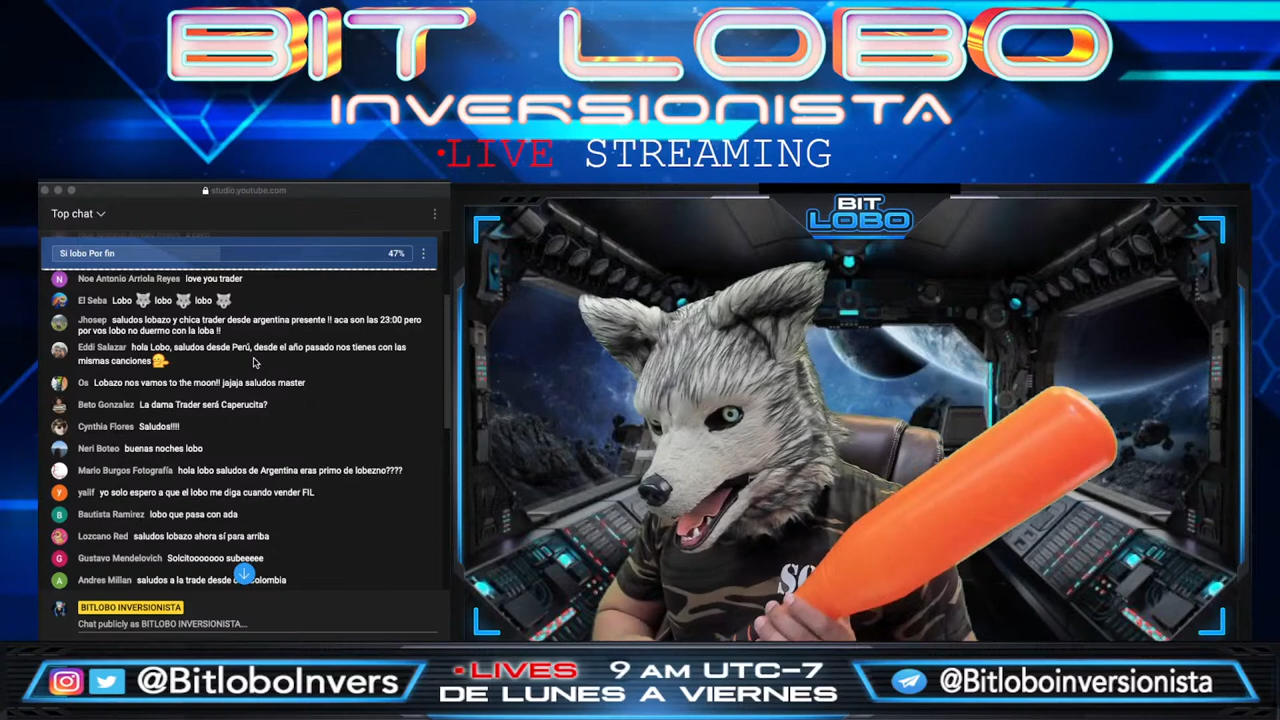 BIT LOBO
INVERSIONISTA
•LIVE STREAMING
studio.youtube.com
Top chat
Si lobo Por fin 47%
N Noe Antonio Arriola Reyes love you trader
El Seba Lobo lobo lobo
Jhosep saludos lobazo y chica trader desde argentina presente !! aca son las 23:00 pero
por vos lobo no duermo con la loba !!
Eddi Salazar hola Lobo, saludos desde Perú, desde el año pasado nos tienes con las
mismas canciones
Os Lobazo nos vamos to the moon!! jajaja saludos master
Beto Gonzalez La dama Trader será Caperucita?
Cynthia Flores Saludos!!!!
Neri Boteo buenas noches lobo
Mario Burgos Fotografía hola lobo saludos de Argentina eras primo de lobezno????
Y yalif yo solo espero a que el lobo me diga cuando vender FIL
B Bautista Ramirez lobo que pasa con ada
Lozcano Red saludos lobazo ahora sí para arriba
G Gustavo Mendelovich Solcitooooooo subeeeee
A Andres Millan saludos a la trade desde
BITLOBO INVERSIONISTA
Chat publicly as BITLOBO INVERSIONISTA...
BIT
LOBO
@BitloboInvers
•LIVES 9 AM UTC-7
DE LUNES A VIERNES
@Bitloboinversionista